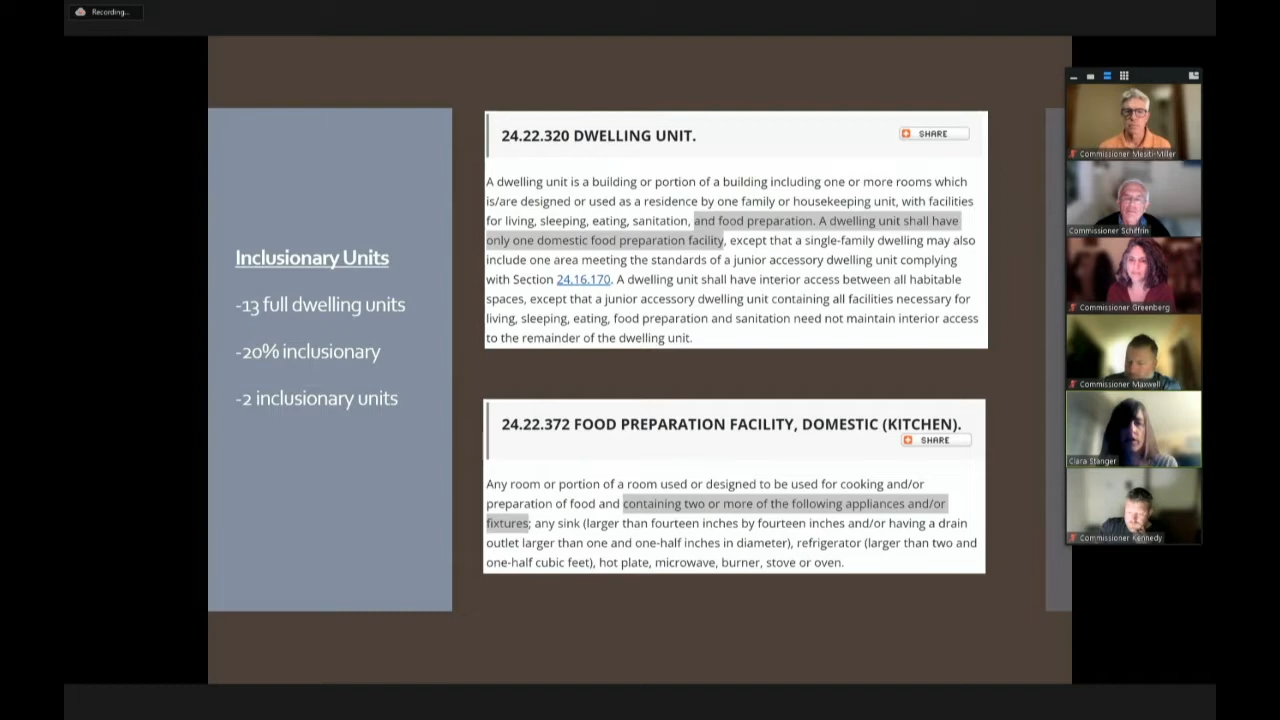 Recording...
Inclusionary Units
-13 full dwelling units
-20% inclusionary
-2 inclusionary units
24.22.320 DWELLING UNIT.
SHARE
A dwelling unit is a building or portion of a building including one or more rooms which
is/are designed or used as a residence by one family or housekeeping unit, with facilities
for living, sleeping, eating, sanitation, and food preparation. A dwelling unit shall have
only one domestic food preparation facility, except that a single-family dwelling may also
include one area meeting the standards of a junior accessory dwelling unit complying
with Section 24.16.170. A dwelling unit shall have interior access between all habitable
spaces, except that a junior accessory dwelling unit containing all facilities necessary for
living, sleeping, eating, food preparation and sanitation need not maintain interior access
to the remainder of the dwelling unit.
24.22.372 FOOD PREPARATION FACILITY, DOMESTIC (KITCHEN).
SHARE
Any room or portion of a room used or designed to be used for cooking and/or
preparation of food and containing two or more of the following appliances and/or
fixtures; any sink (larger than fourteen inches by fourteen inches and/or having a drain
outlet larger than one and one-half inches in diameter), refrigerator (larger than two and
one-half cubic feet), hot plate, microwave, burner, stove or oven.
Commissioner Mesiti-Miller
Commissioner Schiffrin
Commissioner Greenberg
Commissioner Maxwell
Clara Stanger
Commissioner Kennedy